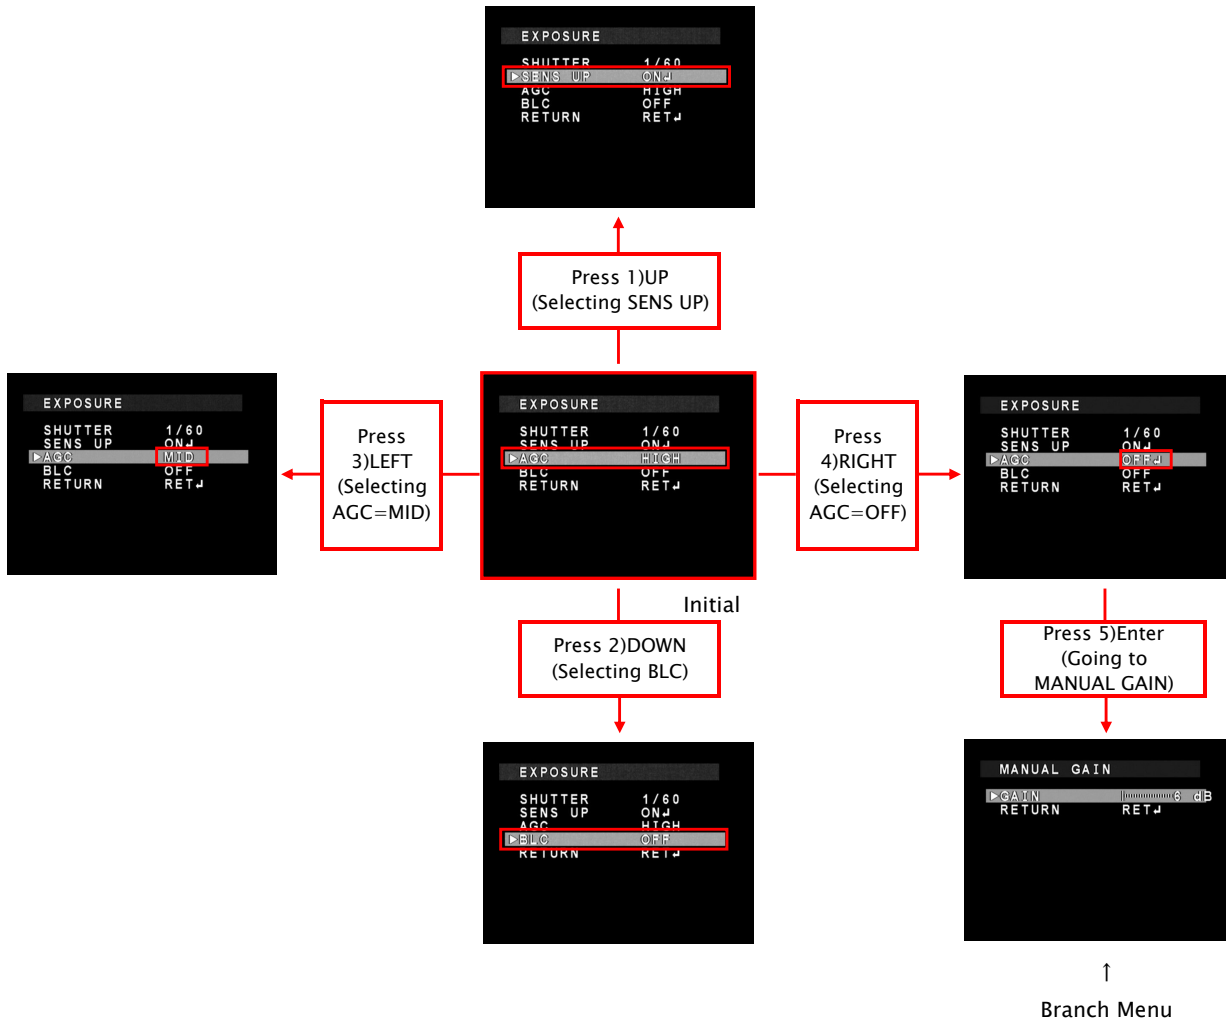 EXPOSURE
SHUTTER 1/60
▶SENS UP ON↲
AGC HIGH
BLC OFF
RETURN RET↲
Press 1)UP
(Selecting SENS UP)
EXPOSURE
SHUTTER 1/60
SENS UP ON↲
▶AGC MID
BLC OFF
RETURN RET↲
Press
3)LEFT
(Selecting
AGC=MID)
EXPOSURE
SHUTTER 1/60
SENS UP ON↲
▶AGC HIGH
BLC OFF
RETURN RET↲
Initial
Press
4)RIGHT
(Selecting
AGC=OFF)
EXPOSURE
SHUTTER 1/60
SENS UP ON↲
▶AGC OFF↲
BLC OFF
RETURN RET↲
Press 2)DOWN
(Selecting BLC)
Press 5)Enter
(Going to
MANUAL GAIN)
EXPOSURE
SHUTTER 1/60
SENS UP ON↲
AGC HIGH
▶BLC OFF
RETURN RET↲
MANUAL GAIN
▶GAIN 6 dB
RETURN RET↲
↑
Branch Menu